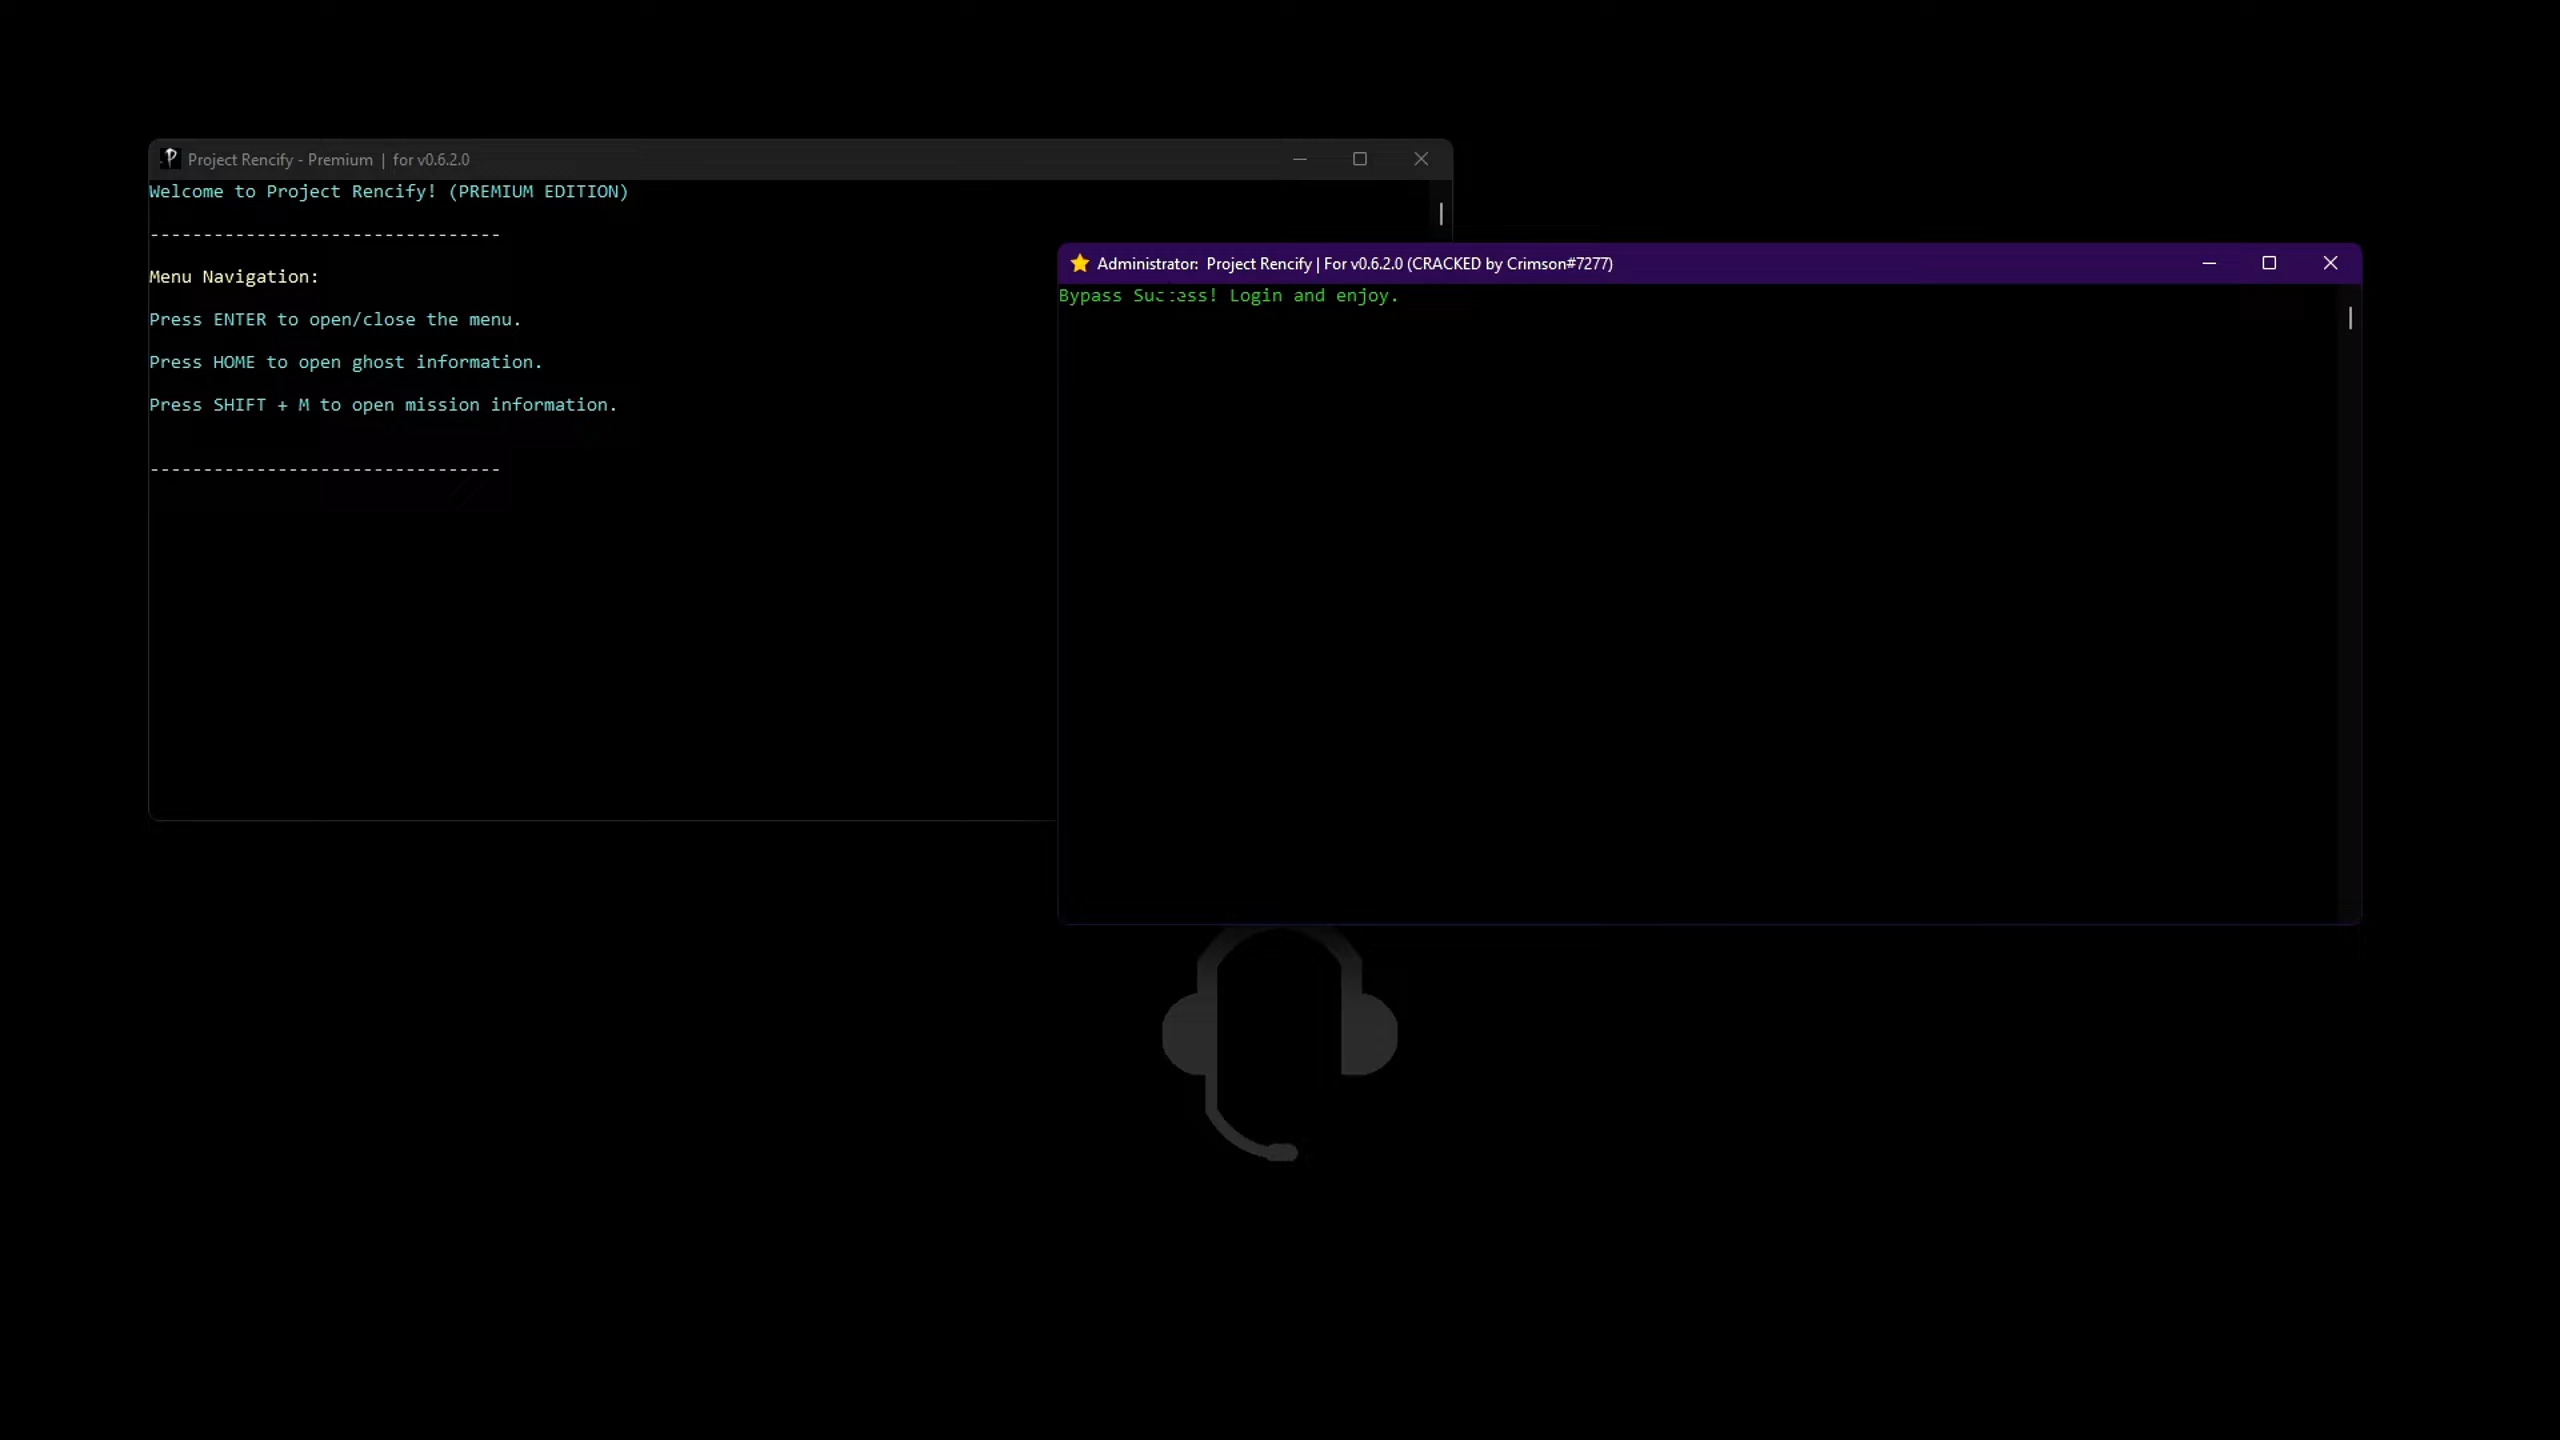 Project Rencify - Premium | for v0.6.2.0
Welcome to Project Rencify! (PREMIUM EDITION)
--------------------------------
Menu Navigation:
Press ENTER to open/close the menu.
Press HOME to open ghost information.
Press SHIFT + M to open mission information.
--------------------------------
Administrator: Project Rencify | For v0.6.2.0 (CRACKED by Crimson#7277)
Bypass Success! Login and enjoy.